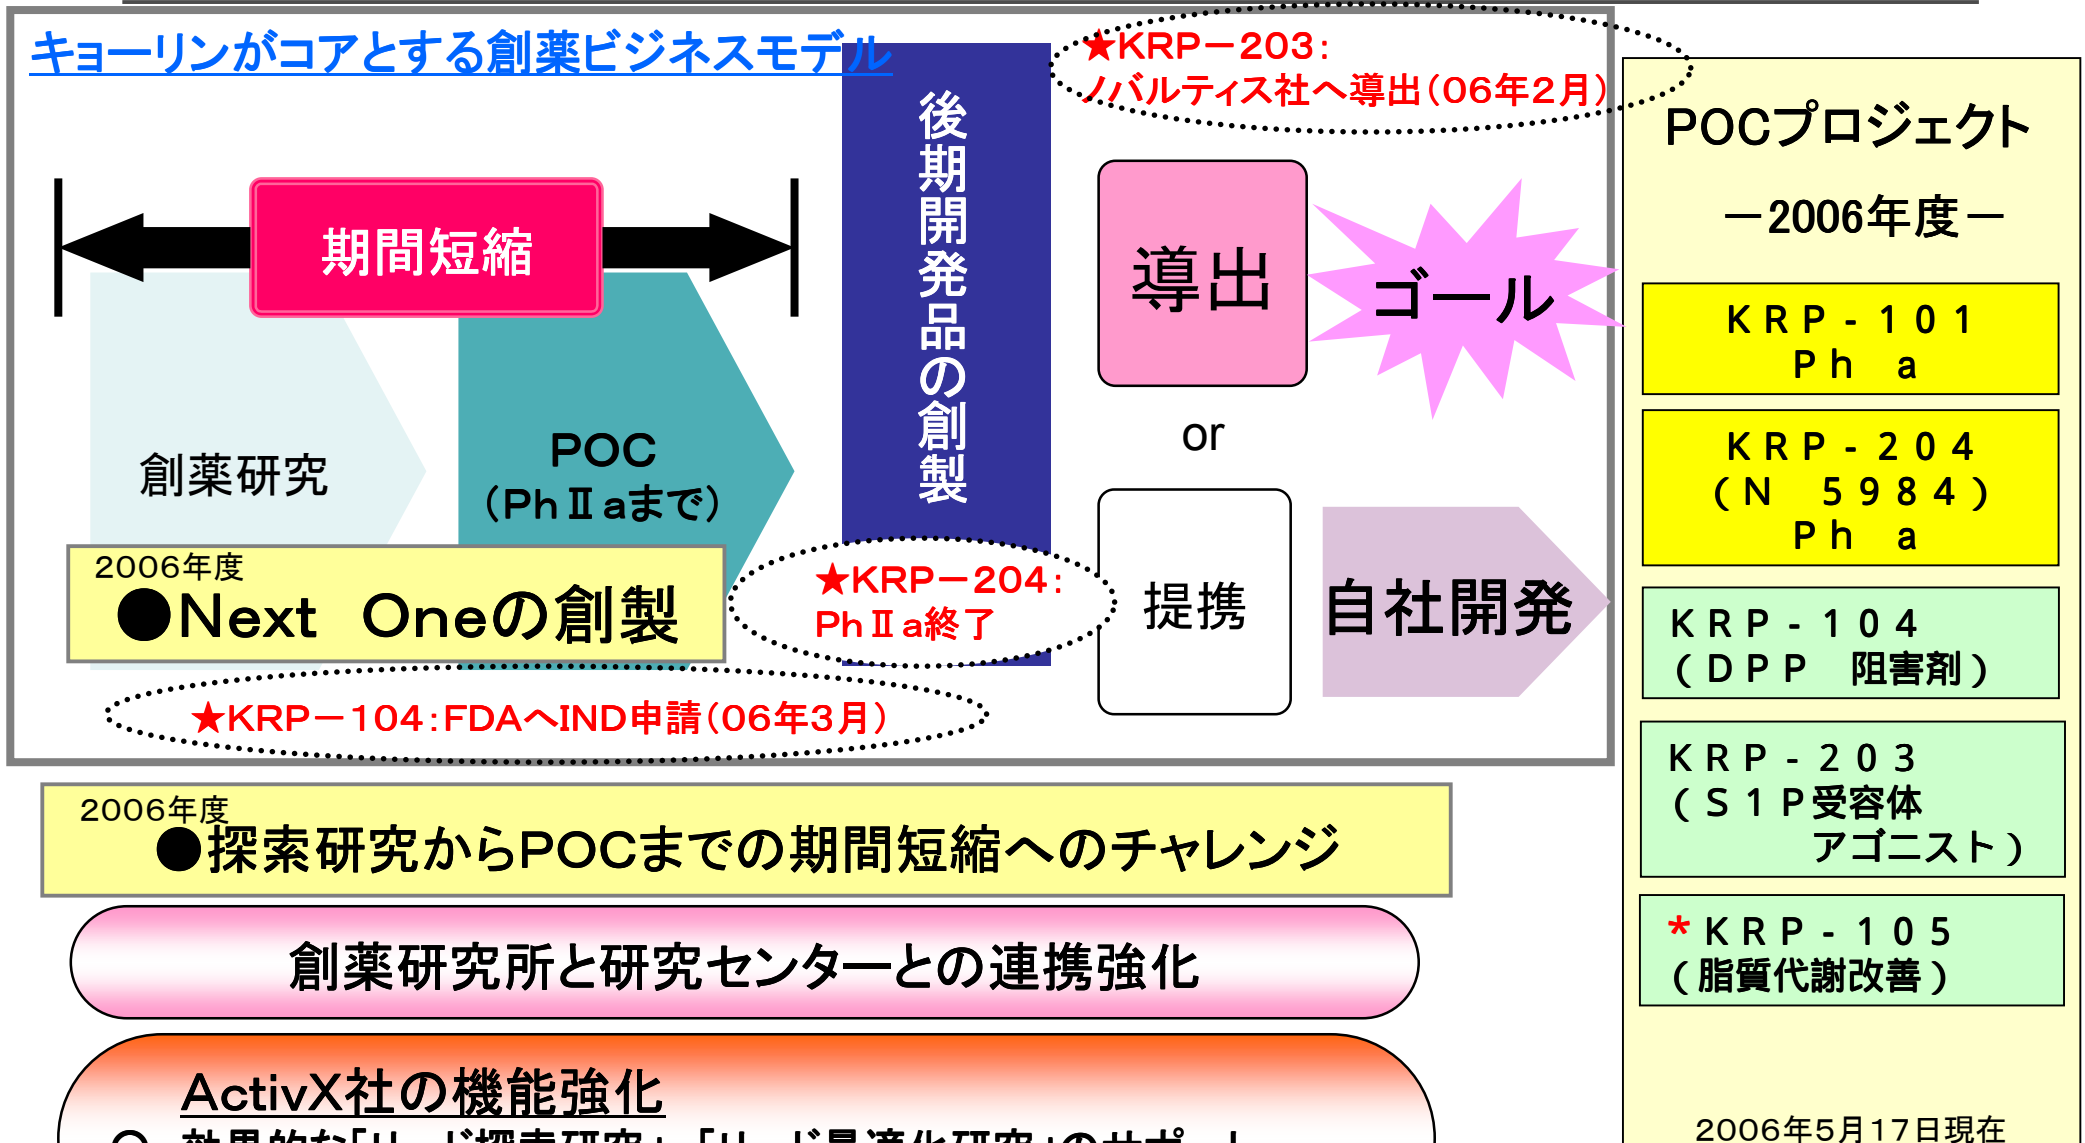 キョーリンがコアとする創薬ビジネスモデル
★KRP－203：
ノバルティス社へ導出（06年2月）
期間短縮
創薬研究
POC
（PhⅡaまで）
後期開発品の創製
導出
ゴール
or
提携
自社開発
2006年度
●Next　Oneの創製
★KRP－204：
PhⅡa終了
★KRP－104：FDAへIND申請（06年3月）
2006年度
●探索研究からPOCまでの期間短縮へのチャレンジ
創薬研究所と研究センターとの連携強化
ActivX社の機能強化
POCプロジェクト
－2006年度－
ＫＲＰ-１０１
Ｐｈ　ａ
ＫＲＰ-２０４
（Ｎ　５９８４）
Ｐｈ　ａ
ＫＲＰ-１０４
（ＤＰＰ　阻害剤）
ＫＲＰ-２０３
（Ｓ１Ｐ受容体
アゴニスト）
*ＫＲＰ-１０５
（脂質代謝改善）
2006年5月17日現在